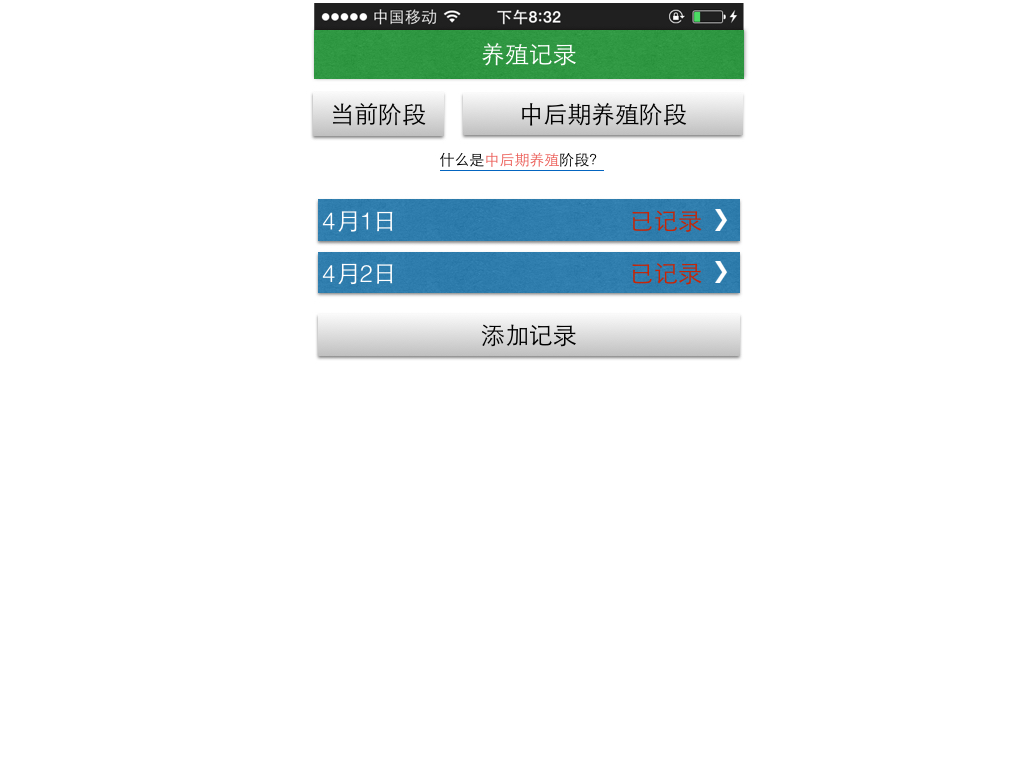 中国移动 下午8:32
养殖记录
当前阶段 中后期养殖阶段
什么是中后期养殖阶段?
4月1日 已记录
4月2日 已记录
添加记录